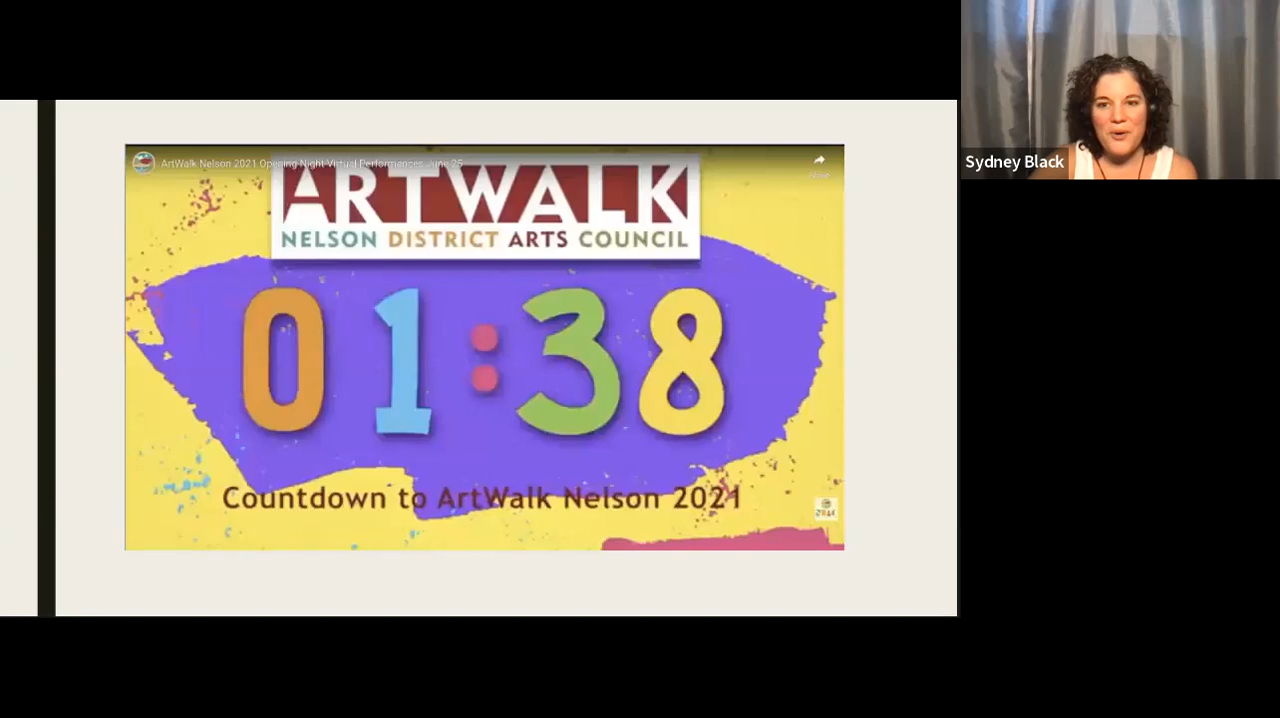 ArtWalk Nelson 2021 Opening Night Virtual Performances June 25
Share
ARTWALK
NELSON DISTRICT ARTS COUNCIL
01:38
Countdown to ArtWalk Nelson 2021
Sydney Black